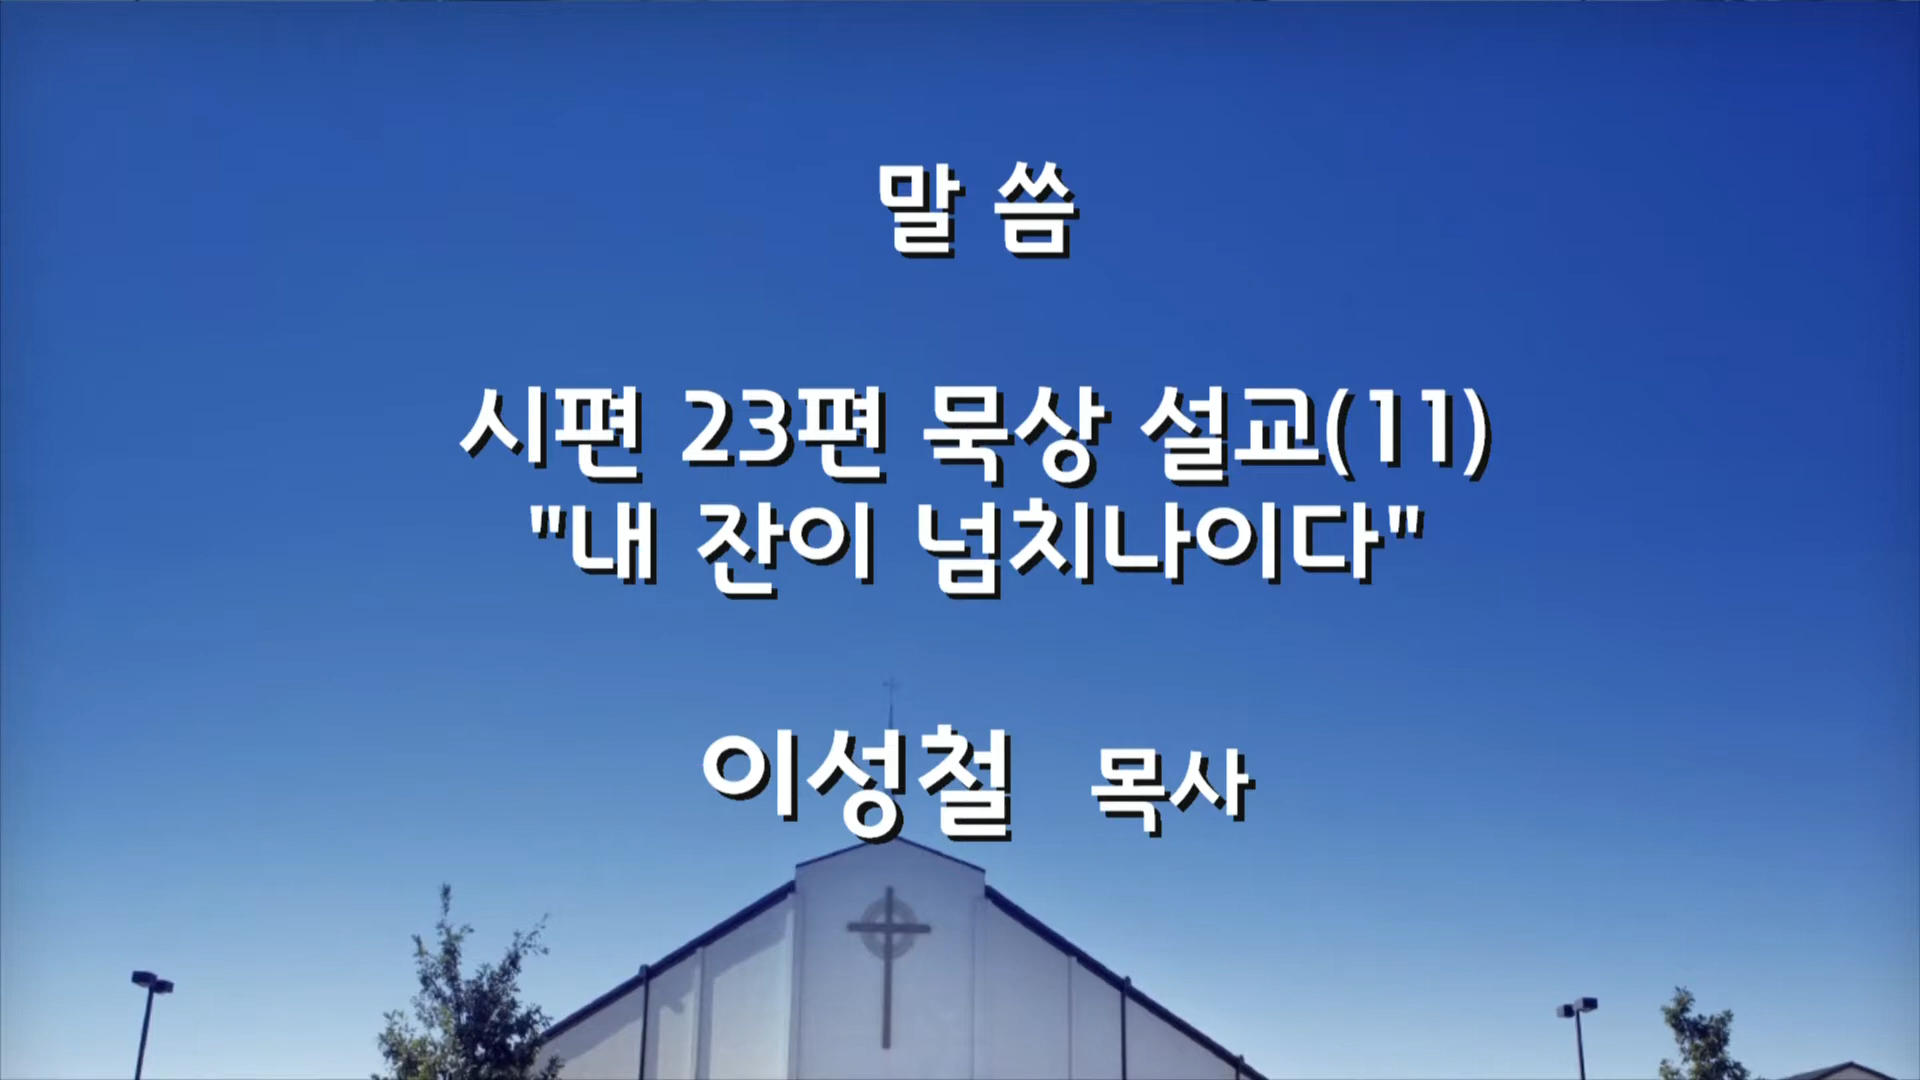 말 씀
시편 23편 묵상 설교(11)
"내 잔이 넘치나이다"
이성철 목사